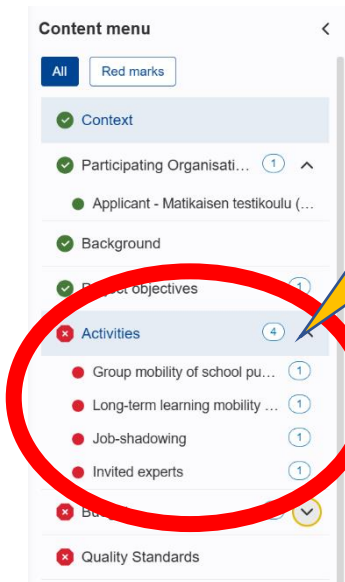 Content menu
All
Red marks
Context
Participating Organisati... 1
Applicant - Matikaisen testikoulu (...
Background
objectives 1
Activities 4
Group mobility of school pu... 1
Long-term learning mobility ... 1
Job-shadowing 1
Invited experts 1
Quality Standards